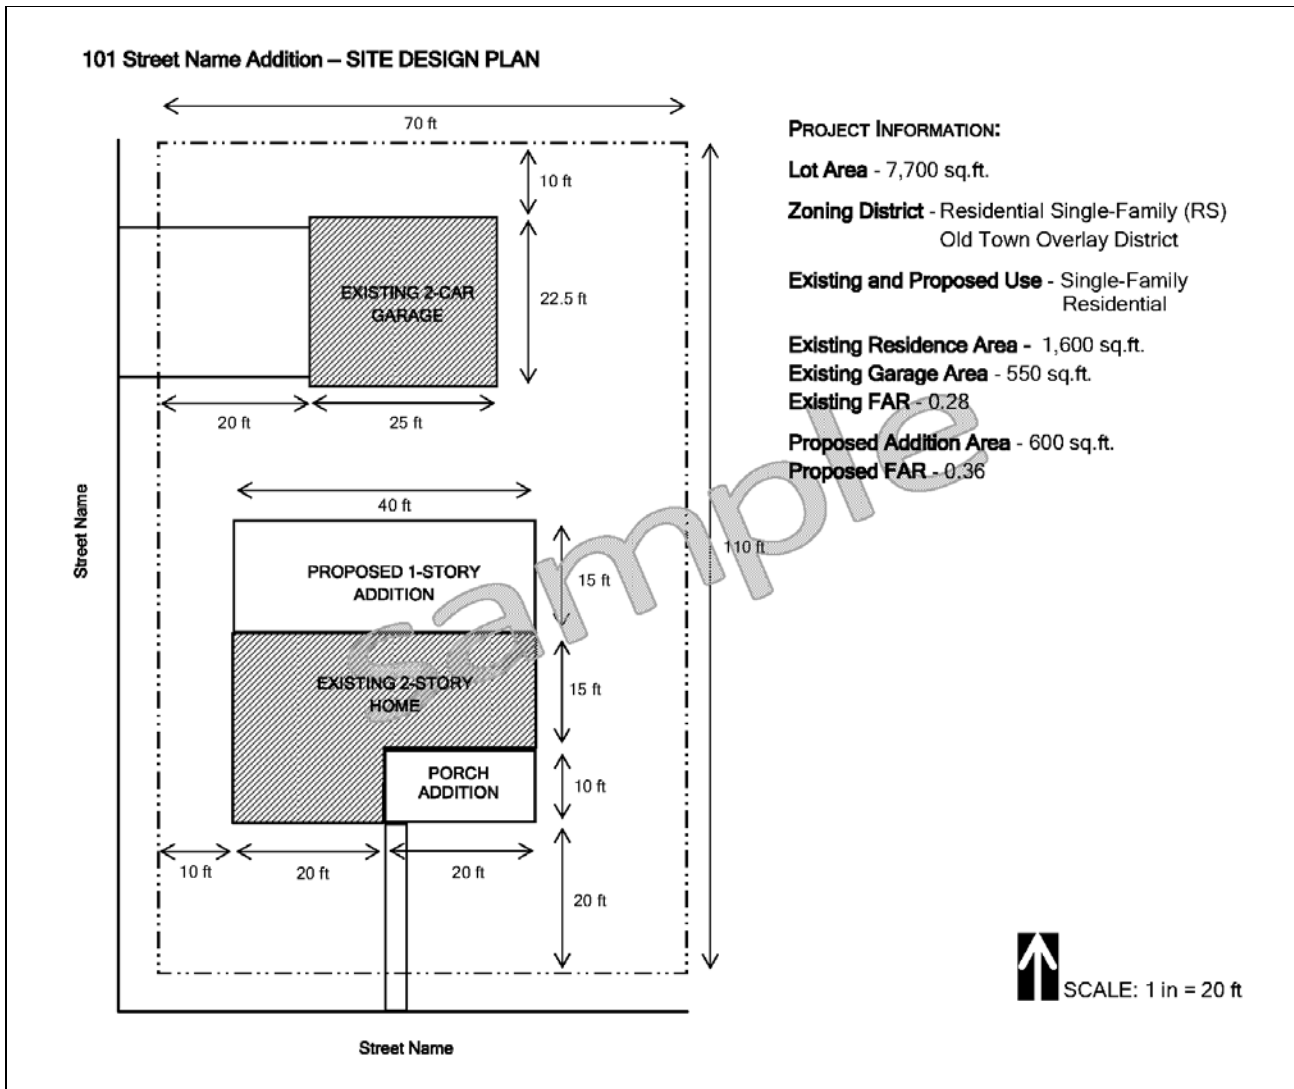 101 Street Name Addition – SITE DESIGN PLAN
70 ft
10 ft
EXISTING 2-CAR
GARAGE
22.5 ft
20 ft
25 ft
40 ft
PROPOSED 1-STORY
ADDITION
15 ft
110 ft
EXISTING 2-STORY
HOME
15 ft
PORCH
ADDITION
10 ft
10 ft
20 ft
20 ft
20 ft
Street Name
Street Name
PROJECT INFORMATION:
Lot Area - 7,700 sq.ft.
Zoning District - Residential Single-Family (RS)
Old Town Overlay District
Existing and Proposed Use - Single-Family
Residential
Existing Residence Area - 1,600 sq.ft.
Existing Garage Area - 550 sq.ft.
Existing FAR - 0.28
Proposed Addition Area - 600 sq.ft.
Proposed FAR - 0.36
Sample
SCALE: 1 in = 20 ft